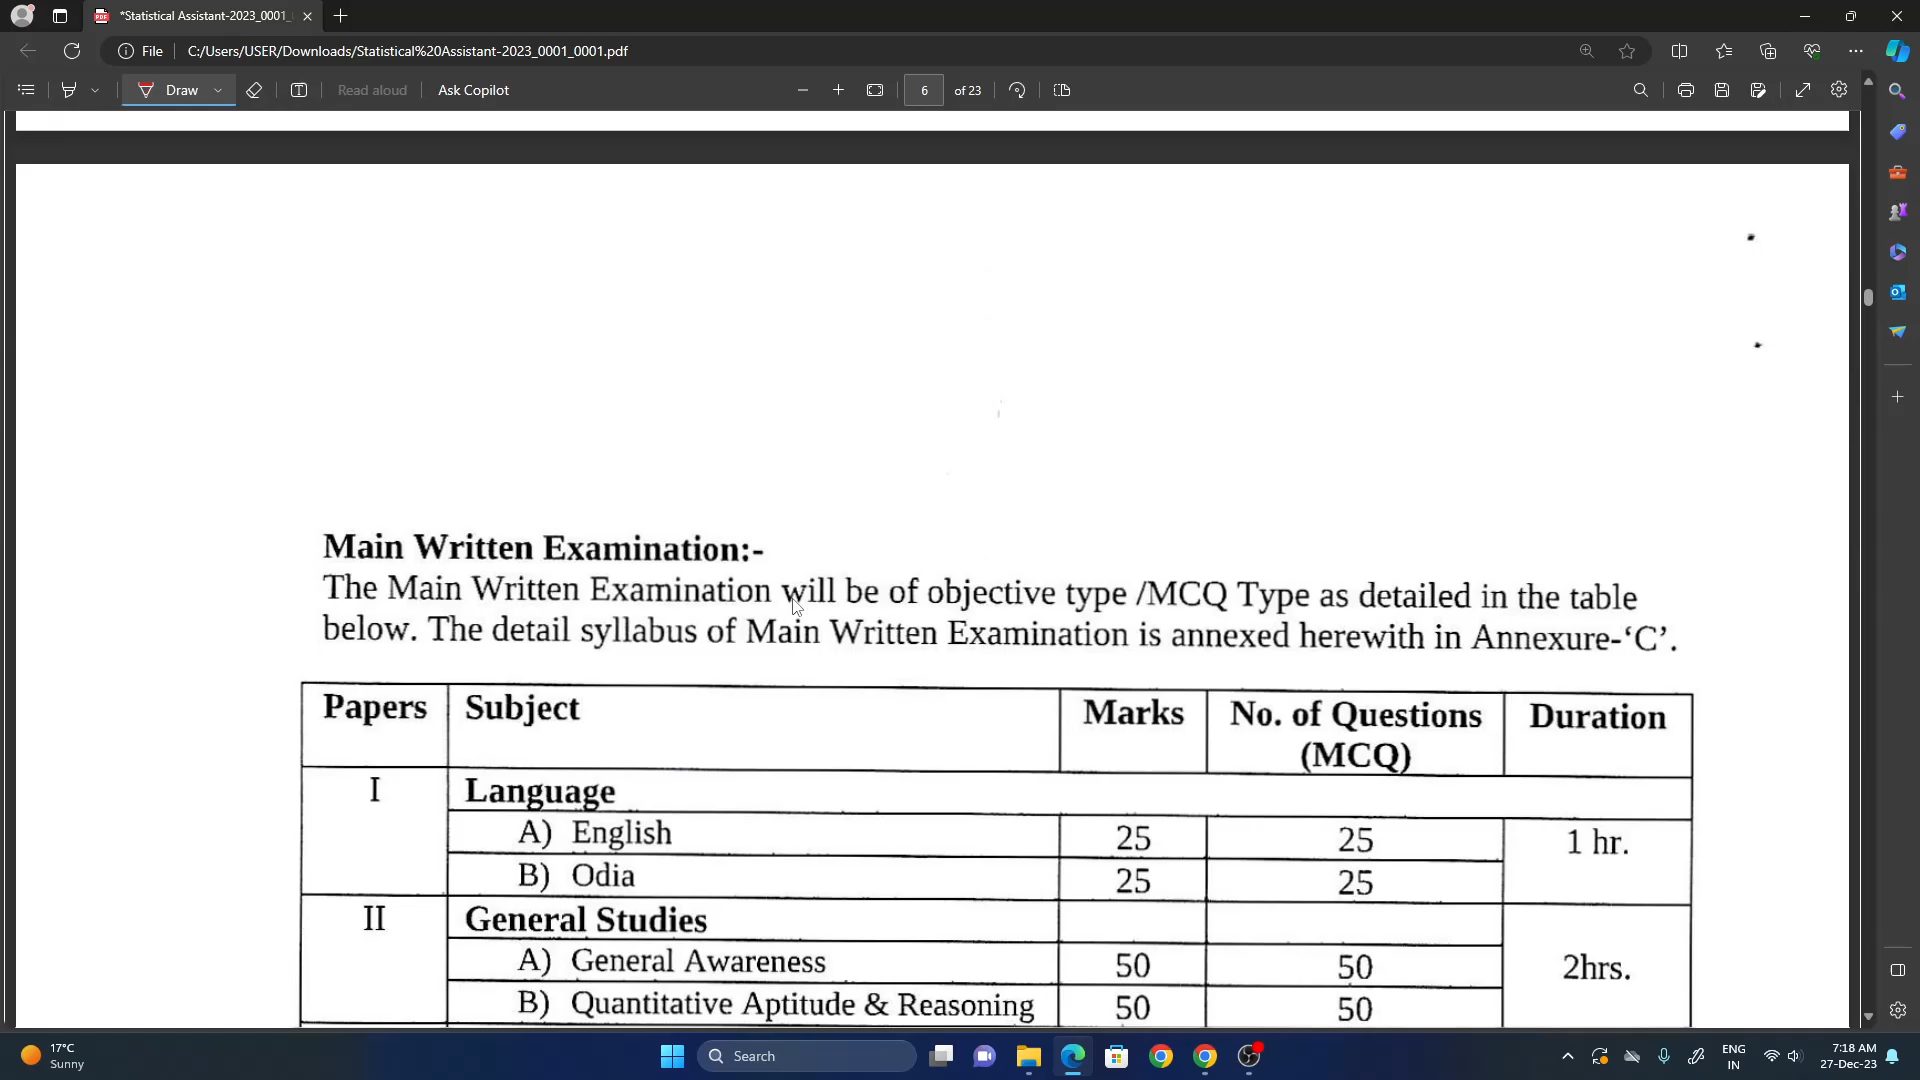 *Statistical Assistant-2023_0001_
File C:/Users/USER/Downloads/Statistical%20Assistant-2023_0001_0001.pdf
Draw Read aloud Ask Copilot 6 of 23
Main Written Examination:-
The Main Written Examination will be of objective type /MCQ Type as detailed in the table
below. The detail syllabus of Main Written Examination is annexed herewith in Annexure-‘C’.
Papers Subject Marks No. of Questions (MCQ) Duration
I Language
A) English 25 25 1 hr.
B) Odia 25 25
II General Studies
A) General Awareness 50 50 2hrs.
B) Quantitative Aptitude & Reasoning 50 50
17°C
Sunny
Search
ENG
IN
7:18 AM
27-Dec-23